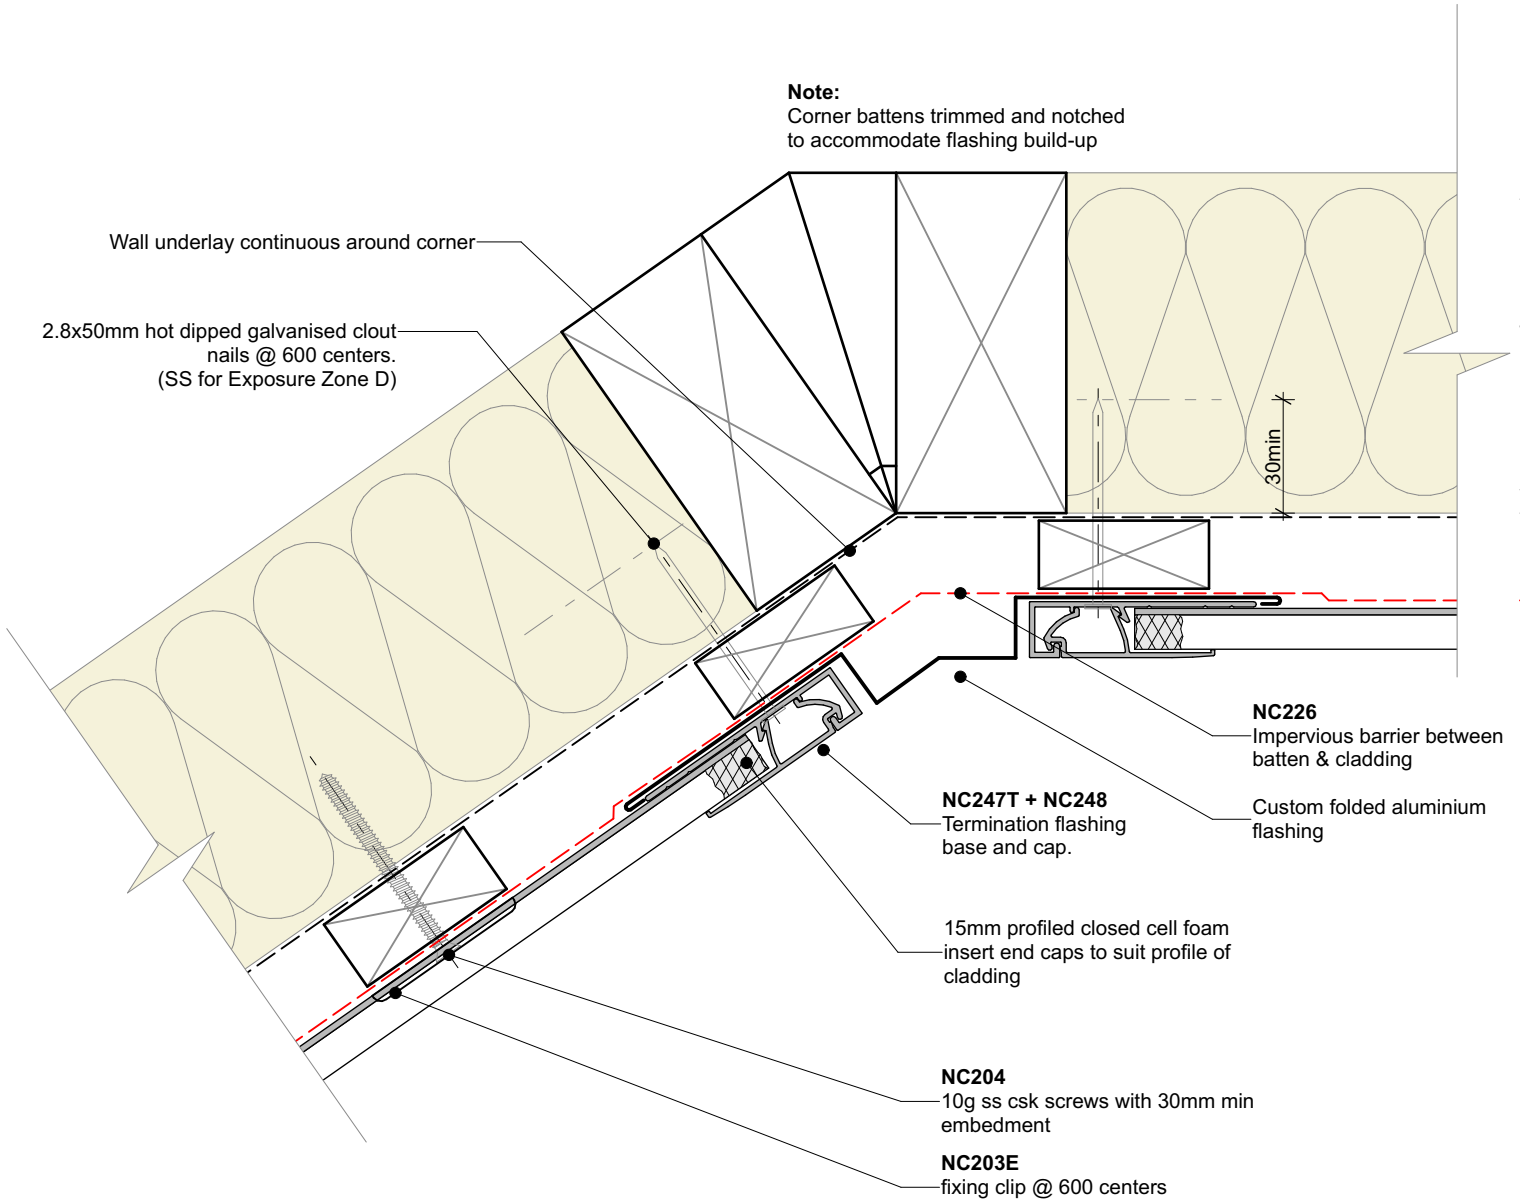 Note:
Corner battens trimmed and notched
to accommodate flashing build-up
Wall underlay continuous around corner
2.8x50mm hot dipped galvanised clout
nails @ 600 centers.
(SS for Exposure Zone D)
30min
NC226
Impervious barrier between
batten & cladding
Custom folded aluminium
flashing
NC247T + NC248
Termination flashing
base and cap.
15mm profiled closed cell foam
insert end caps to suit profile of
cladding
NC204
10g ss csk screws with 30mm min
embedment
NC203E
fixing clip @ 600 centers